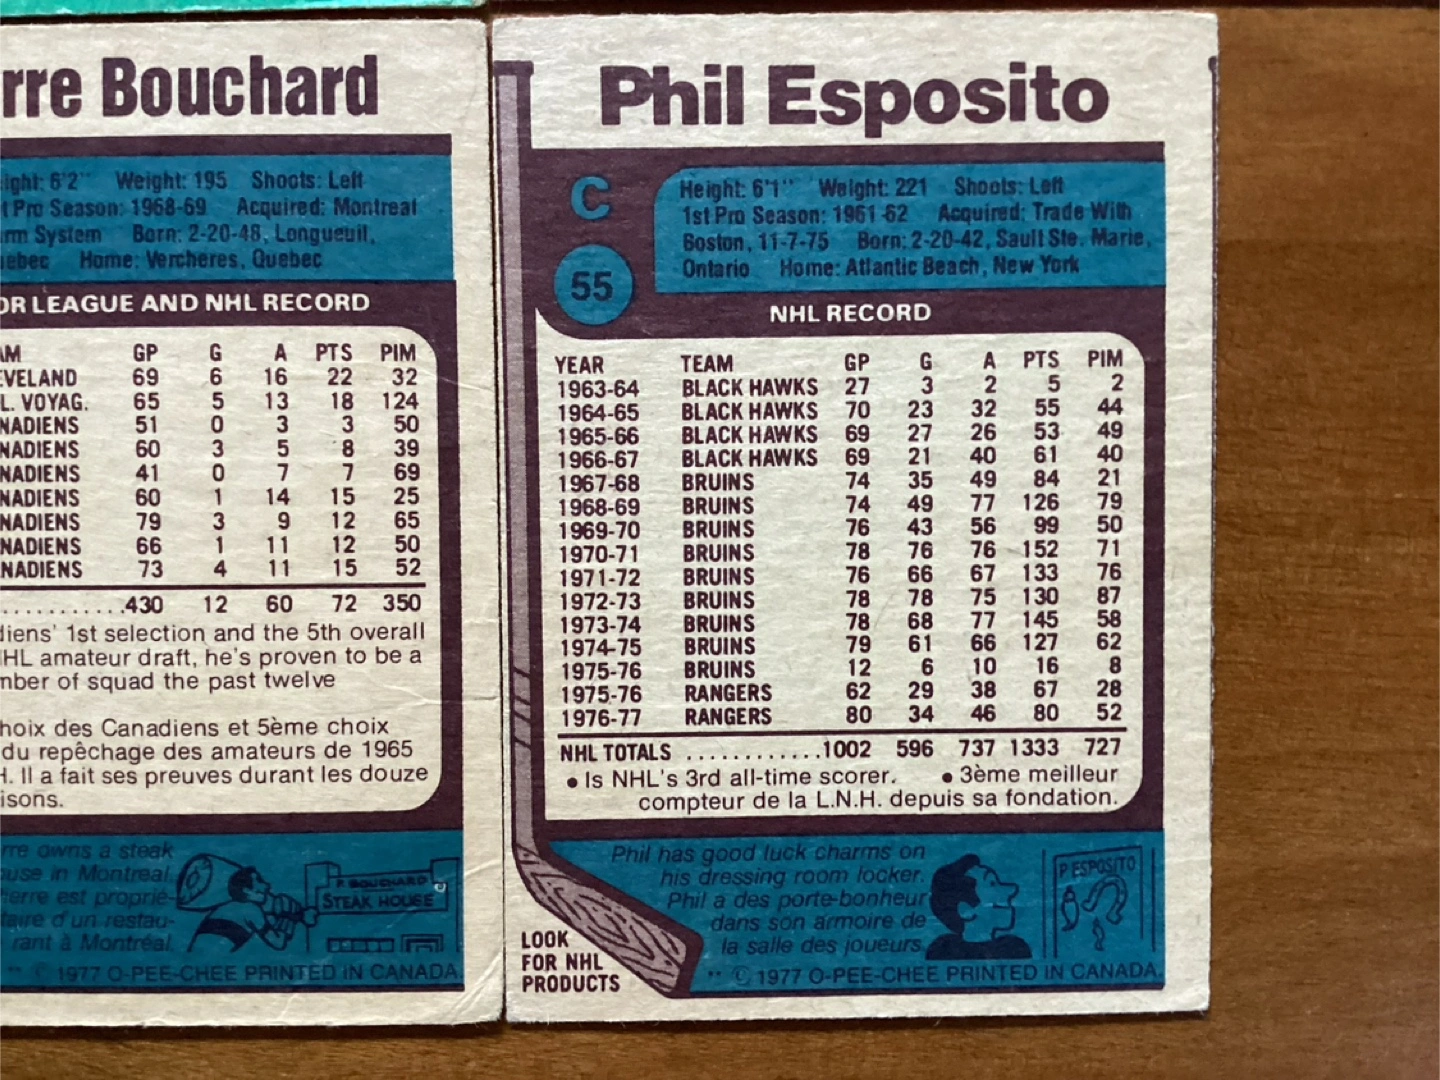 rre Bouchard
ight: 6'2" Weight: 195 Shoots: Left
t Pro Season: 1968-69 Acquired: Montreal
rm System Born: 2-20-48, Longueuil,
uebec Home: Vercheres, Quebec
OR LEAGUE AND NHL RECORD
AM GP G A PTS PIM
EVELAND 69 6 16 22 32
L. VOYAG. 65 5 13 18 124
NADIENS 51 0 3 3 50
NADIENS 60 3 5 8 39
NADIENS 41 0 7 7 69
NADIENS 60 1 14 15 25
NADIENS 79 3 9 12 65
NADIENS 66 1 11 12 50
NADIENS 73 4 11 15 52
............430 12 60 72 350
diens' 1st selection and the 5th overall
NHL amateur draft, he's proven to be a
mber of squad the past twelve
hoix des Canadiens et 5ème choix
du repêchage des amateurs de 1965
H. Il a fait ses preuves durant les douze
isons.
rre owns a steak
ouse in Montreal.
ierre est proprié-
faire d'un restau-
rant à Montréal.
P. BOUCHARD
STEAK HOUSE
** © 1977 O-PEE-CHEE PRINTED IN CANADA.
Phil Esposito
C
55
Height: 6'1" Weight: 221 Shoots: Left
1st Pro Season: 1961-62 Acquired: Trade With
Boston, 11-7-75 Born: 2-20-42, Sault Ste. Marie,
Ontario Home: Atlantic Beach, New York
NHL RECORD
YEAR TEAM GP G A PTS PIM
1963-64 BLACK HAWKS 27 3 2 5 2
1964-65 BLACK HAWKS 70 23 32 55 44
1965-66 BLACK HAWKS 69 27 26 53 49
1966-67 BLACK HAWKS 69 21 40 61 40
1967-68 BRUINS 74 35 49 84 21
1968-69 BRUINS 74 49 77 126 79
1969-70 BRUINS 76 43 56 99 50
1970-71 BRUINS 78 76 76 152 71
1971-72 BRUINS 76 66 67 133 76
1972-73 BRUINS 78 78 75 130 87
1973-74 BRUINS 78 68 77 145 58
1974-75 BRUINS 79 61 66 127 62
1975-76 BRUINS 12 6 10 16 8
1975-76 RANGERS 62 29 38 67 28
1976-77 RANGERS 80 34 46 80 52
NHL TOTALS ............1002 596 737 1333 727
• Is NHL's 3rd all-time scorer. • 3ème meilleur
compteur de la L.N.H. depuis sa fondation.
Phil has good luck charms on
his dressing room locker.
Phil a des porte-bonheur
dans son armoire de
la salle des joueurs.
P. ESPOSITO
LOOK
FOR NHL
PRODUCTS
** © 1977 O-PEE-CHEE PRINTED IN CANADA.